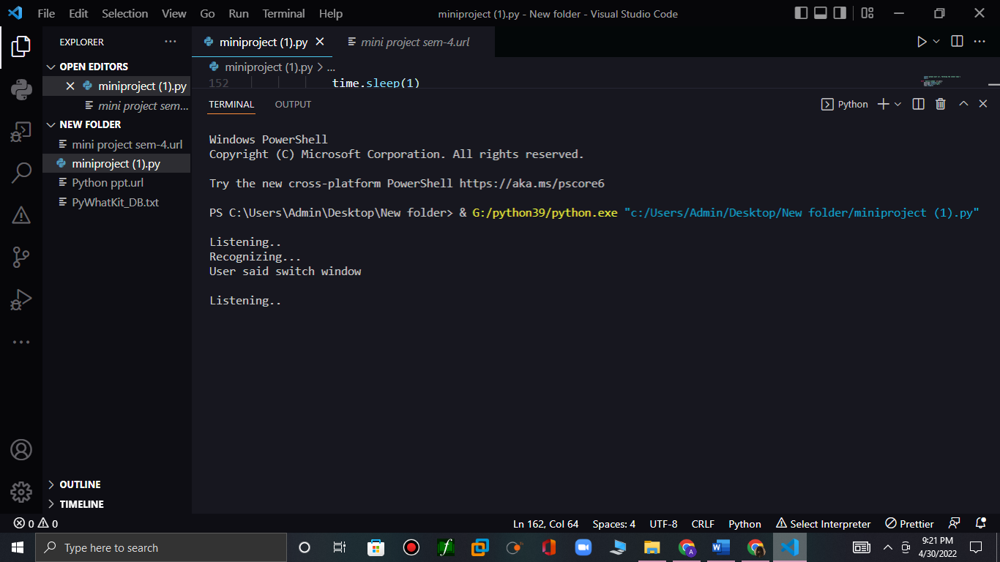 File Edit Selection View Go Run Terminal Help
miniproject (1).py - New folder - Visual Studio Code
EXPLORER
OPEN EDITORS
miniproject (1).py
mini project sem...
NEW FOLDER
mini project sem-4.url
miniproject (1).py
Python ppt.url
PyWhatKit_DB.txt
OUTLINE
TIMELINE
miniproject (1).py
mini project sem-4.url
miniproject (1).py > ...
152 time.sleep(1)
TERMINAL OUTPUT
Python
Windows PowerShell
Copyright (C) Microsoft Corporation. All rights reserved.
Try the new cross-platform PowerShell https://aka.ms/pscore6
PS C:\Users\Admin\Desktop\New folder> & G:/python39/python.exe "c:/Users/Admin/Desktop/New folder/miniproject (1).py"
Listening..
Recognizing...
User said switch window
Listening..
0 0
Ln 162, Col 64 Spaces: 4 UTF-8 CRLF Python Select Interpreter Prettier
Type here to search
9:21 PM
4/30/2022